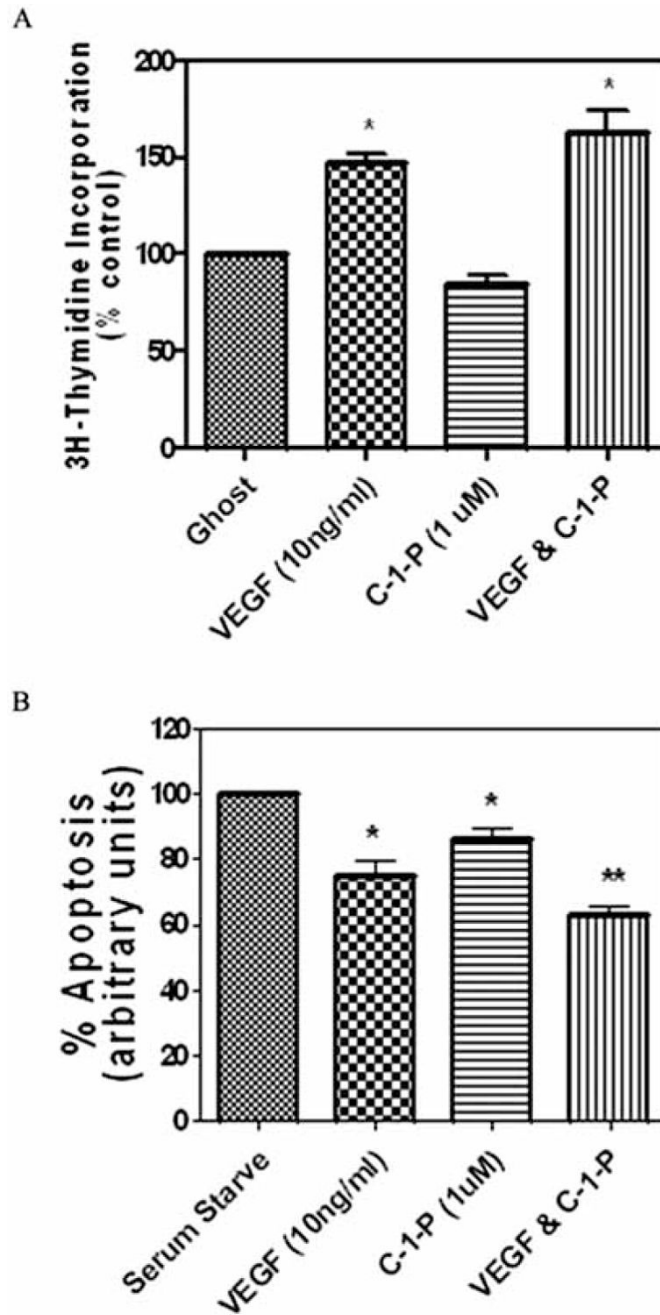 A
3H-Thymidine Incorporation
(% control)
200
150
100
50
0
*
*
Ghost
VEGF (10ng/ml)
C-1-P (1 uM)
VEGF & C-1-P
B
% Apoptosis
(arbitrary units)
120
100
80
60
40
20
0
*
*
**
Serum Starve
VEGF (10ng/ml)
C-1-P (1uM)
VEGF & C-1-P